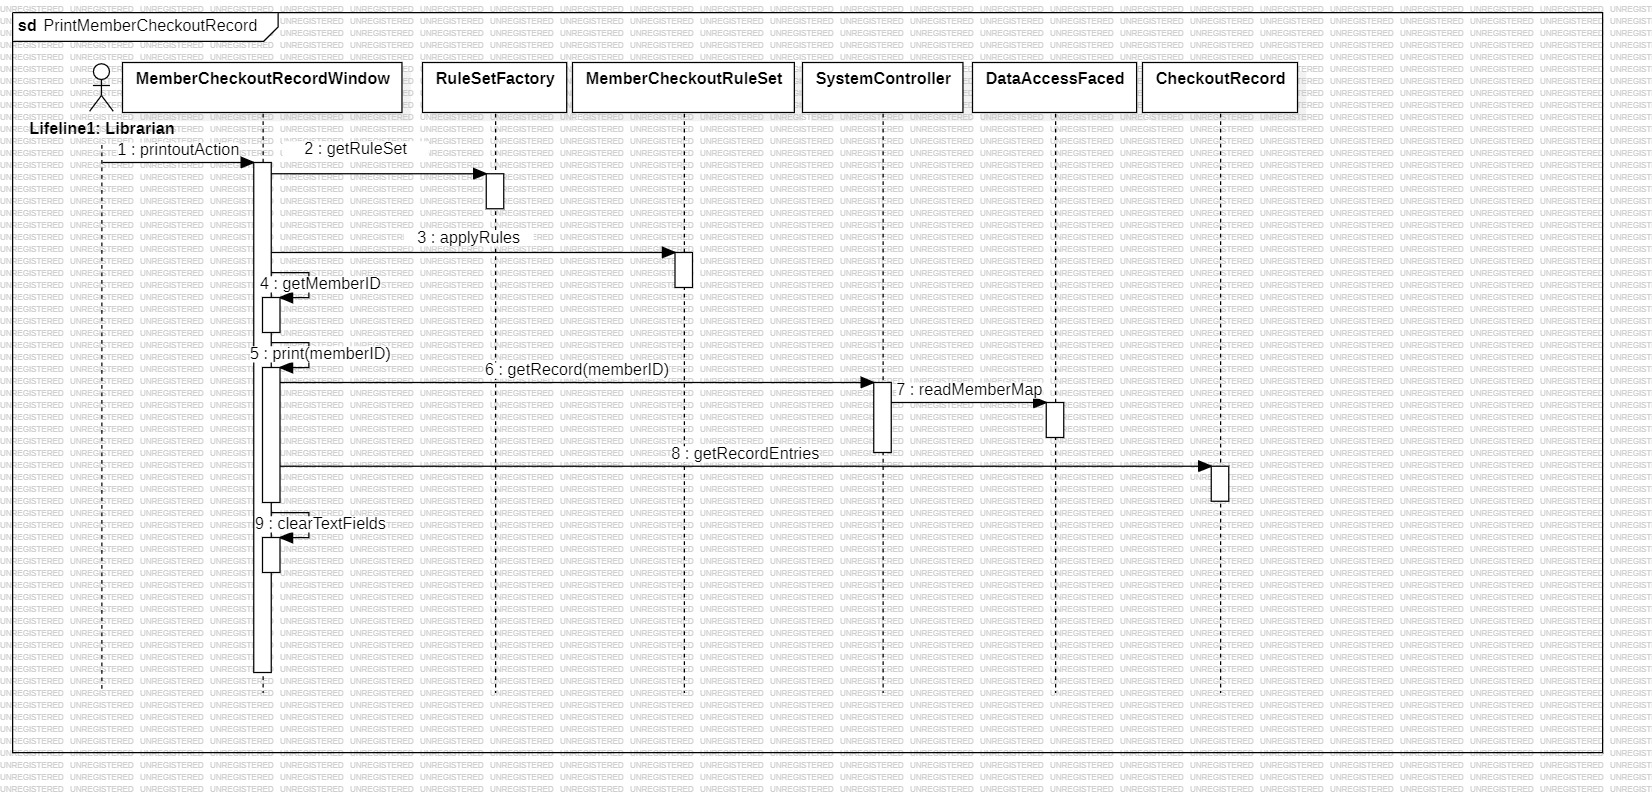 sd PrintMemberCheckoutRecord
MemberCheckoutRecordWindow
RuleSetFactory
MemberCheckoutRuleSet
SystemController
DataAccessFaced
CheckoutRecord
Lifeline1: Librarian
1 : printoutAction
2 : getRuleSet
3 : applyRules
4 : getMemberID
5 : print(memberID)
6 : getRecord(memberID)
7 : readMemberMap
8 : getRecordEntries
9 : clearTextFields
UNREGISTERED